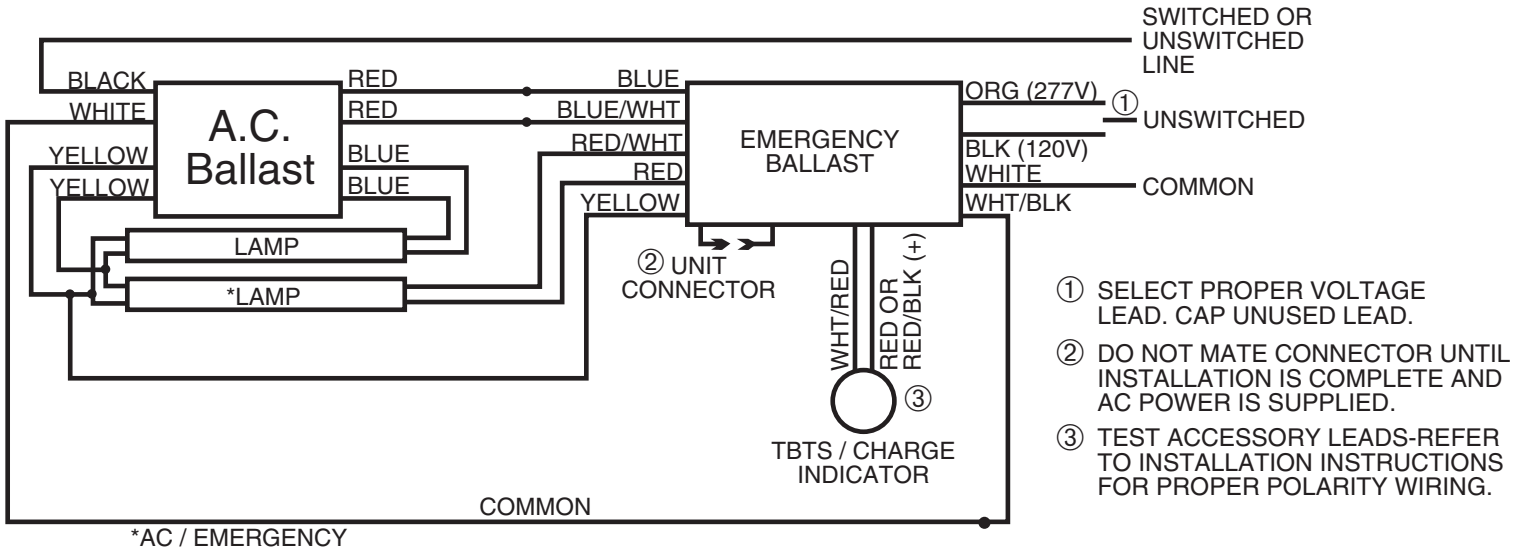 SWITCHED OR
UNSWITCHED
LINE
BLACK
RED
BLUE
ORG (277V)
①
UNSWITCHED
WHITE
RED
BLUE/WHT
A.C.
Ballast
EMERGENCY
BALLAST
RED/WHT
BLK (120V)
YELLOW
BLUE
RED
WHITE
COMMON
YELLOW
BLUE
YELLOW
WHT/BLK
LAMP
*LAMP
② UNIT
CONNECTOR
WHT/RED
RED OR
RED/BLK (+)
③
TBTS / CHARGE
INDICATOR
① SELECT PROPER VOLTAGE
LEAD. CAP UNUSED LEAD.
② DO NOT MATE CONNECTOR UNTIL
INSTALLATION IS COMPLETE AND
AC POWER IS SUPPLIED.
③ TEST ACCESSORY LEADS-REFER
TO INSTALLATION INSTRUCTIONS
FOR PROPER POLARITY WIRING.
COMMON
*AC / EMERGENCY